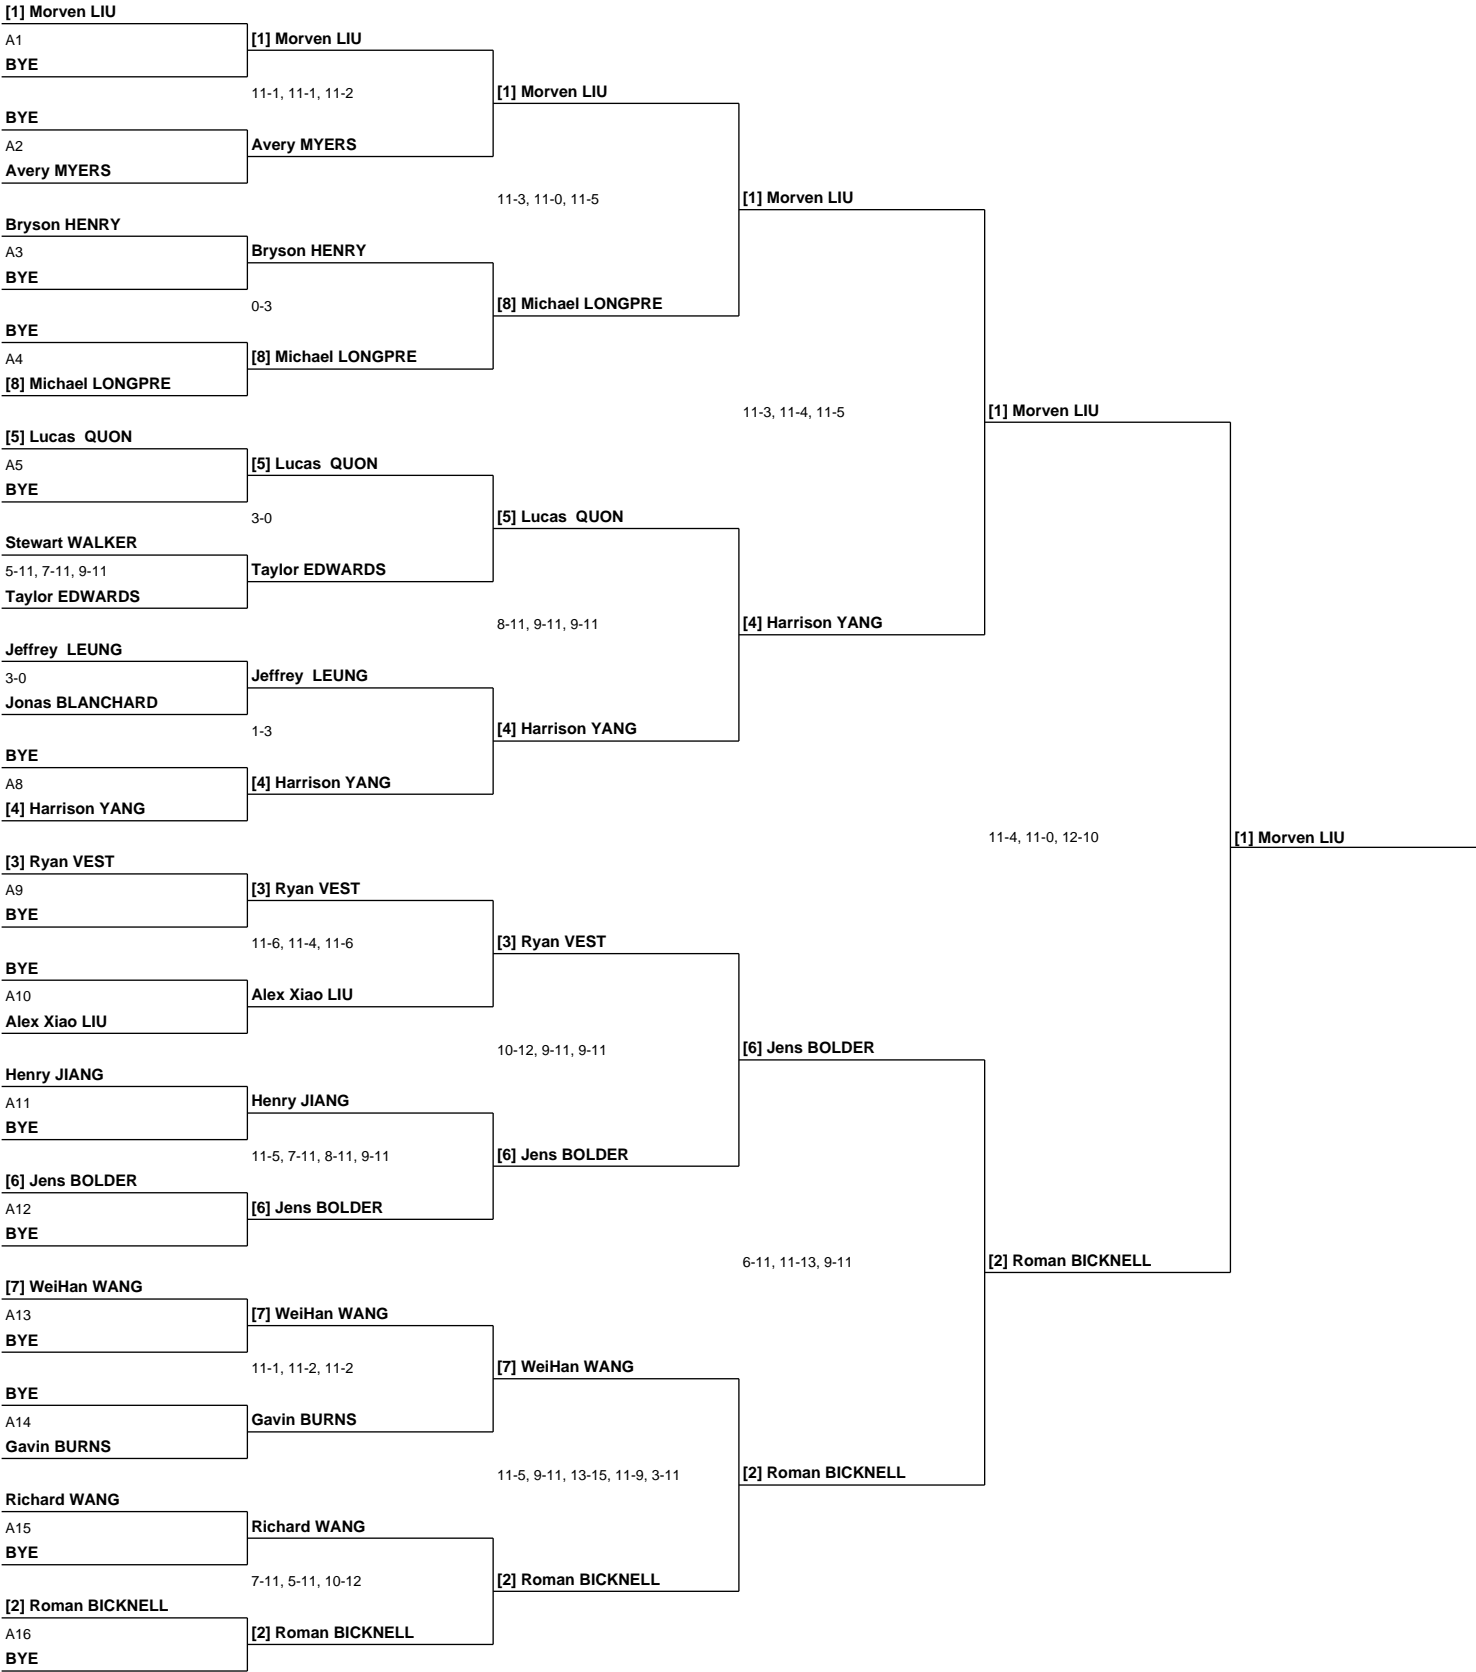 [1] Morven LIU
A1
BYE
BYE
A2
Avery MYERS
Bryson HENRY
A3
BYE
BYE
A4
[8] Michael LONGPRE
[5] Lucas  QUON
A5
BYE
Stewart WALKER
5-11, 7-11, 9-11
Taylor EDWARDS
Jeffrey  LEUNG
3-0
Jonas BLANCHARD
BYE
A8
[4] Harrison YANG
[3] Ryan VEST
A9
BYE
BYE
A10
Alex Xiao LIU
Henry JIANG
A11
BYE
[6] Jens BOLDER
A12
BYE
[7] WeiHan WANG
A13
BYE
BYE
A14
Gavin BURNS
Richard WANG
A15
BYE
[2] Roman BICKNELL
A16
BYE
[1] Morven LIU
11-1, 11-1, 11-2
Avery MYERS
Bryson HENRY
0-3
[8] Michael LONGPRE
[5] Lucas  QUON
3-0
Taylor EDWARDS
Jeffrey  LEUNG
1-3
[4] Harrison YANG
[3] Ryan VEST
11-6, 11-4, 11-6
Alex Xiao LIU
Henry JIANG
11-5, 7-11, 8-11, 9-11
[6] Jens BOLDER
[7] WeiHan WANG
11-1, 11-2, 11-2
Gavin BURNS
Richard WANG
7-11, 5-11, 10-12
[2] Roman BICKNELL
[1] Morven LIU
11-3, 11-0, 11-5
[8] Michael LONGPRE
[5] Lucas  QUON
8-11, 9-11, 9-11
[4] Harrison YANG
[3] Ryan VEST
10-12, 9-11, 9-11
[6] Jens BOLDER
[7] WeiHan WANG
11-5, 9-11, 13-15, 11-9, 3-11
[2] Roman BICKNELL
[1] Morven LIU
11-3, 11-4, 11-5
[4] Harrison YANG
[6] Jens BOLDER
6-11, 11-13, 9-11
[2] Roman BICKNELL
[1] Morven LIU
11-4, 11-0, 12-10
[2] Roman BICKNELL
[1] Morven LIU